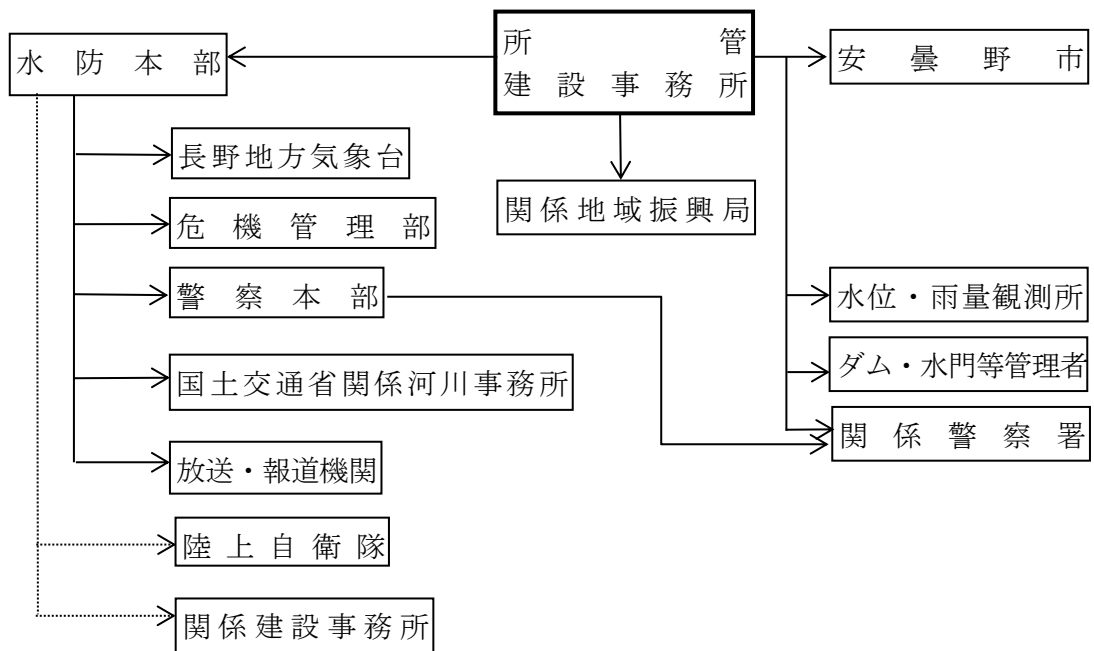 所管
建設事務所
水防本部
安曇野市
長野地方気象台
関係地域振興局
危機管理部
警察本部
水位・雨量観測所
国土交通省関係河川事務所
ダム・水門等管理者
関係警察署
放送・報道機関
陸上自衛隊
関係建設事務所